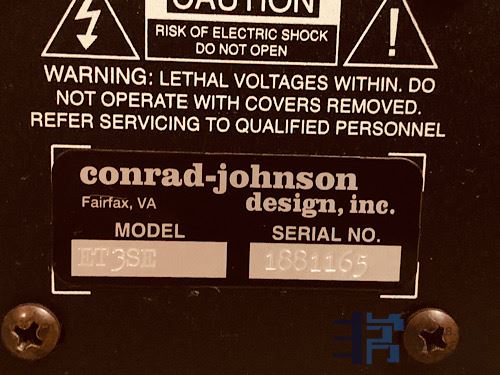 CAUTION
RISK OF ELECTRIC SHOCK
DO NOT OPEN
WARNING: LETHAL VOLTAGES WITHIN. DO
NOT OPERATE WITH COVERS REMOVED.
REFER SERVICING TO QUALIFIED PERSONNEL
conrad-johnson
Fairfax, VA design, inc.
MODEL SERIAL NO.
ET3SE 1881165